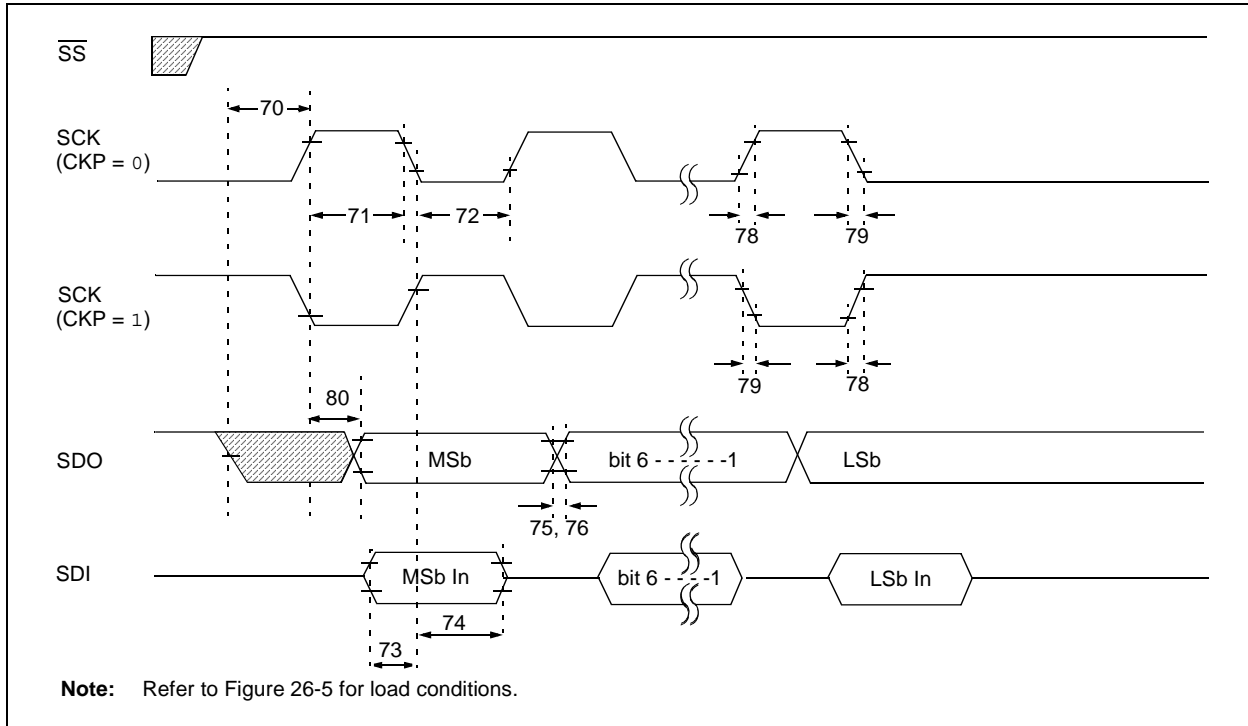 SS
70
SCK
(CKP = 0)
71
72
78
79
SCK
(CKP = 1)
79
78
80
SDO
MSb
bit 6 - - - - - -1
LSb
75, 76
SDI
MSb In
bit 6 - - - - -1
LSb In
74
73
Note: Refer to Figure 26-5 for load conditions.